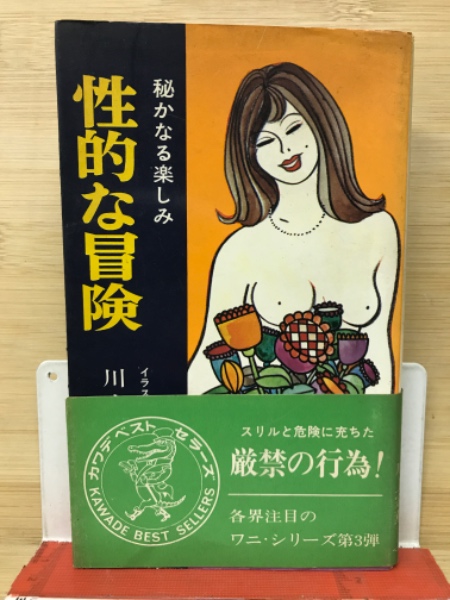 秘かなる楽しみ
性的な冒険
イラス
川
カワデ・ベスト・セラーズ
KAWADE BEST SELLERS
スリルと危険に充ちた
厳禁の行為!
各界注目の
ワニ・シリーズ第3弾